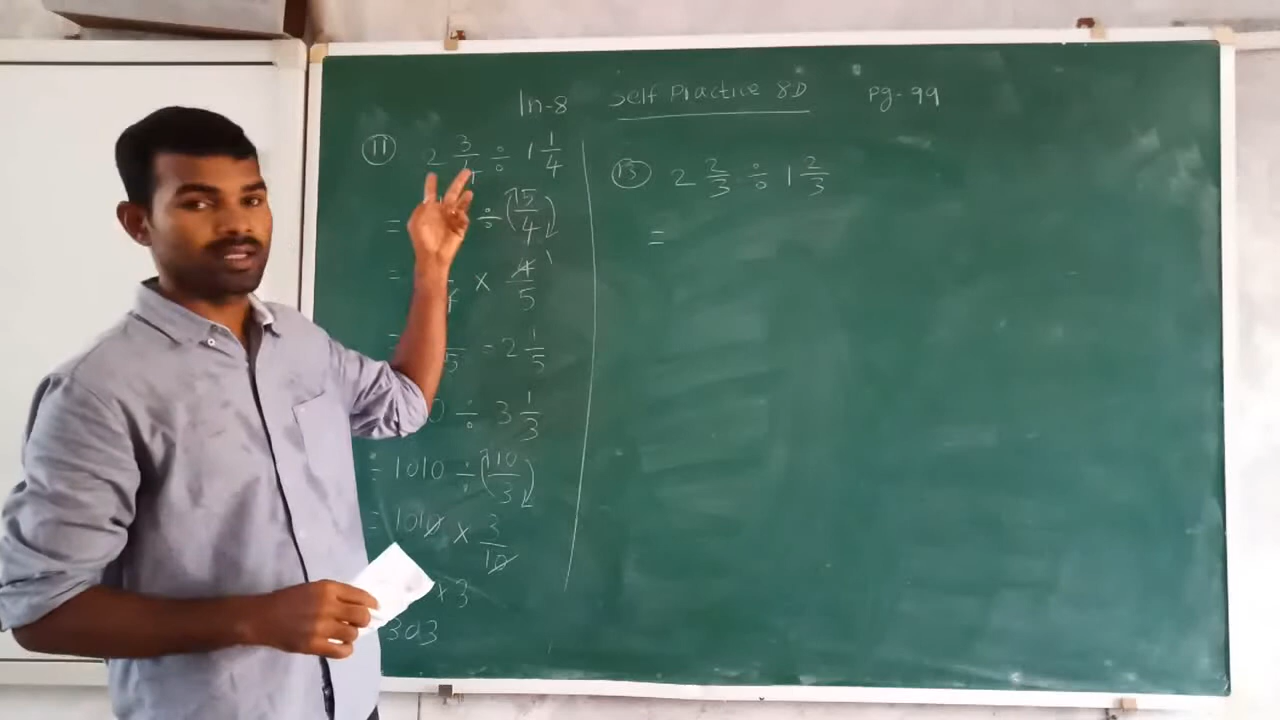 ln-8 Self Practice 8D Pg-99
11 2 3/4 ÷ 1 1/4
= ÷ (5/4)
= × 4/5 1
= /5 = 2 1/5
0 ÷ 3 1/3
= 1010 ÷ (10/3)
= 1010 × 3/10
× 3
303
13 2 2/3 ÷ 1 2/3
=